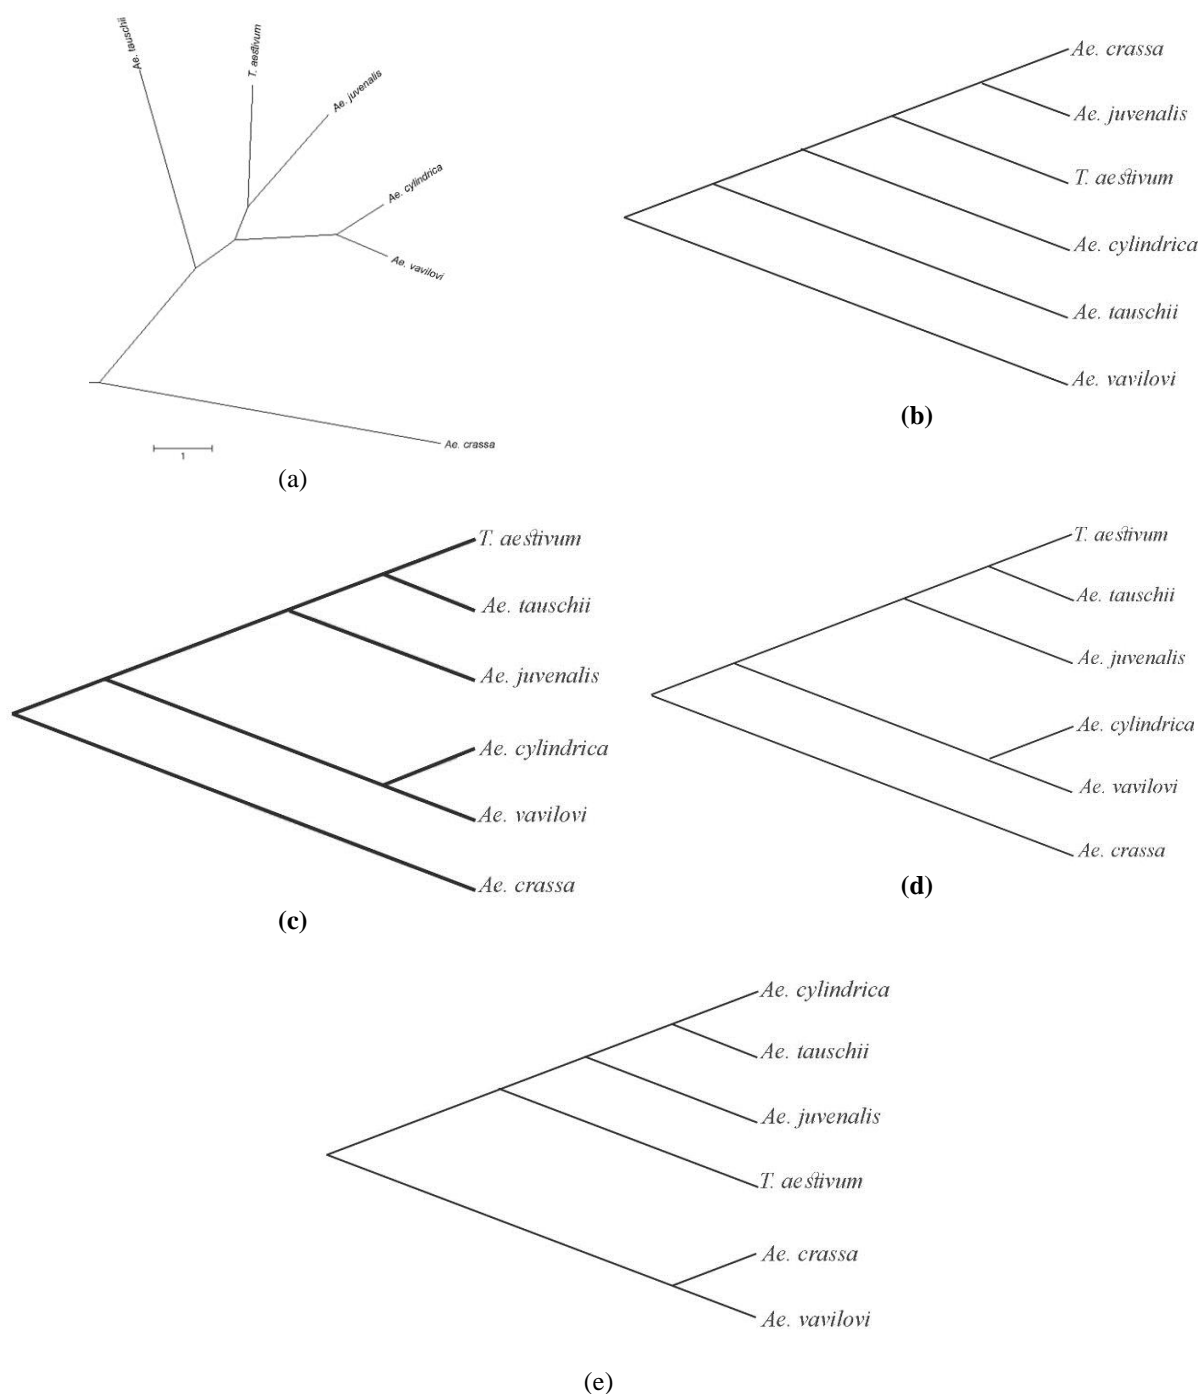 Ae. tauschii
T. aestivum
Ae. juvenalis
Ae. cylindrica
Ae. vavilovi
Ae. crassa
1
(a)
Ae. crassa
Ae. juvenalis
T. aestivum
Ae. cylindrica
Ae. tauschii
Ae. vavilovi
(b)
T. aestivum
Ae. tauschii
Ae. juvenalis
Ae. cylindrica
Ae. vavilovi
Ae. crassa
(c)
T. aestivum
Ae. tauschii
Ae. juvenalis
Ae. cylindrica
Ae. vavilovi
Ae. crassa
(d)
Ae. cylindrica
Ae. tauschii
Ae. juvenalis
T. aestivum
Ae. crassa
Ae. vavilovi
(e)